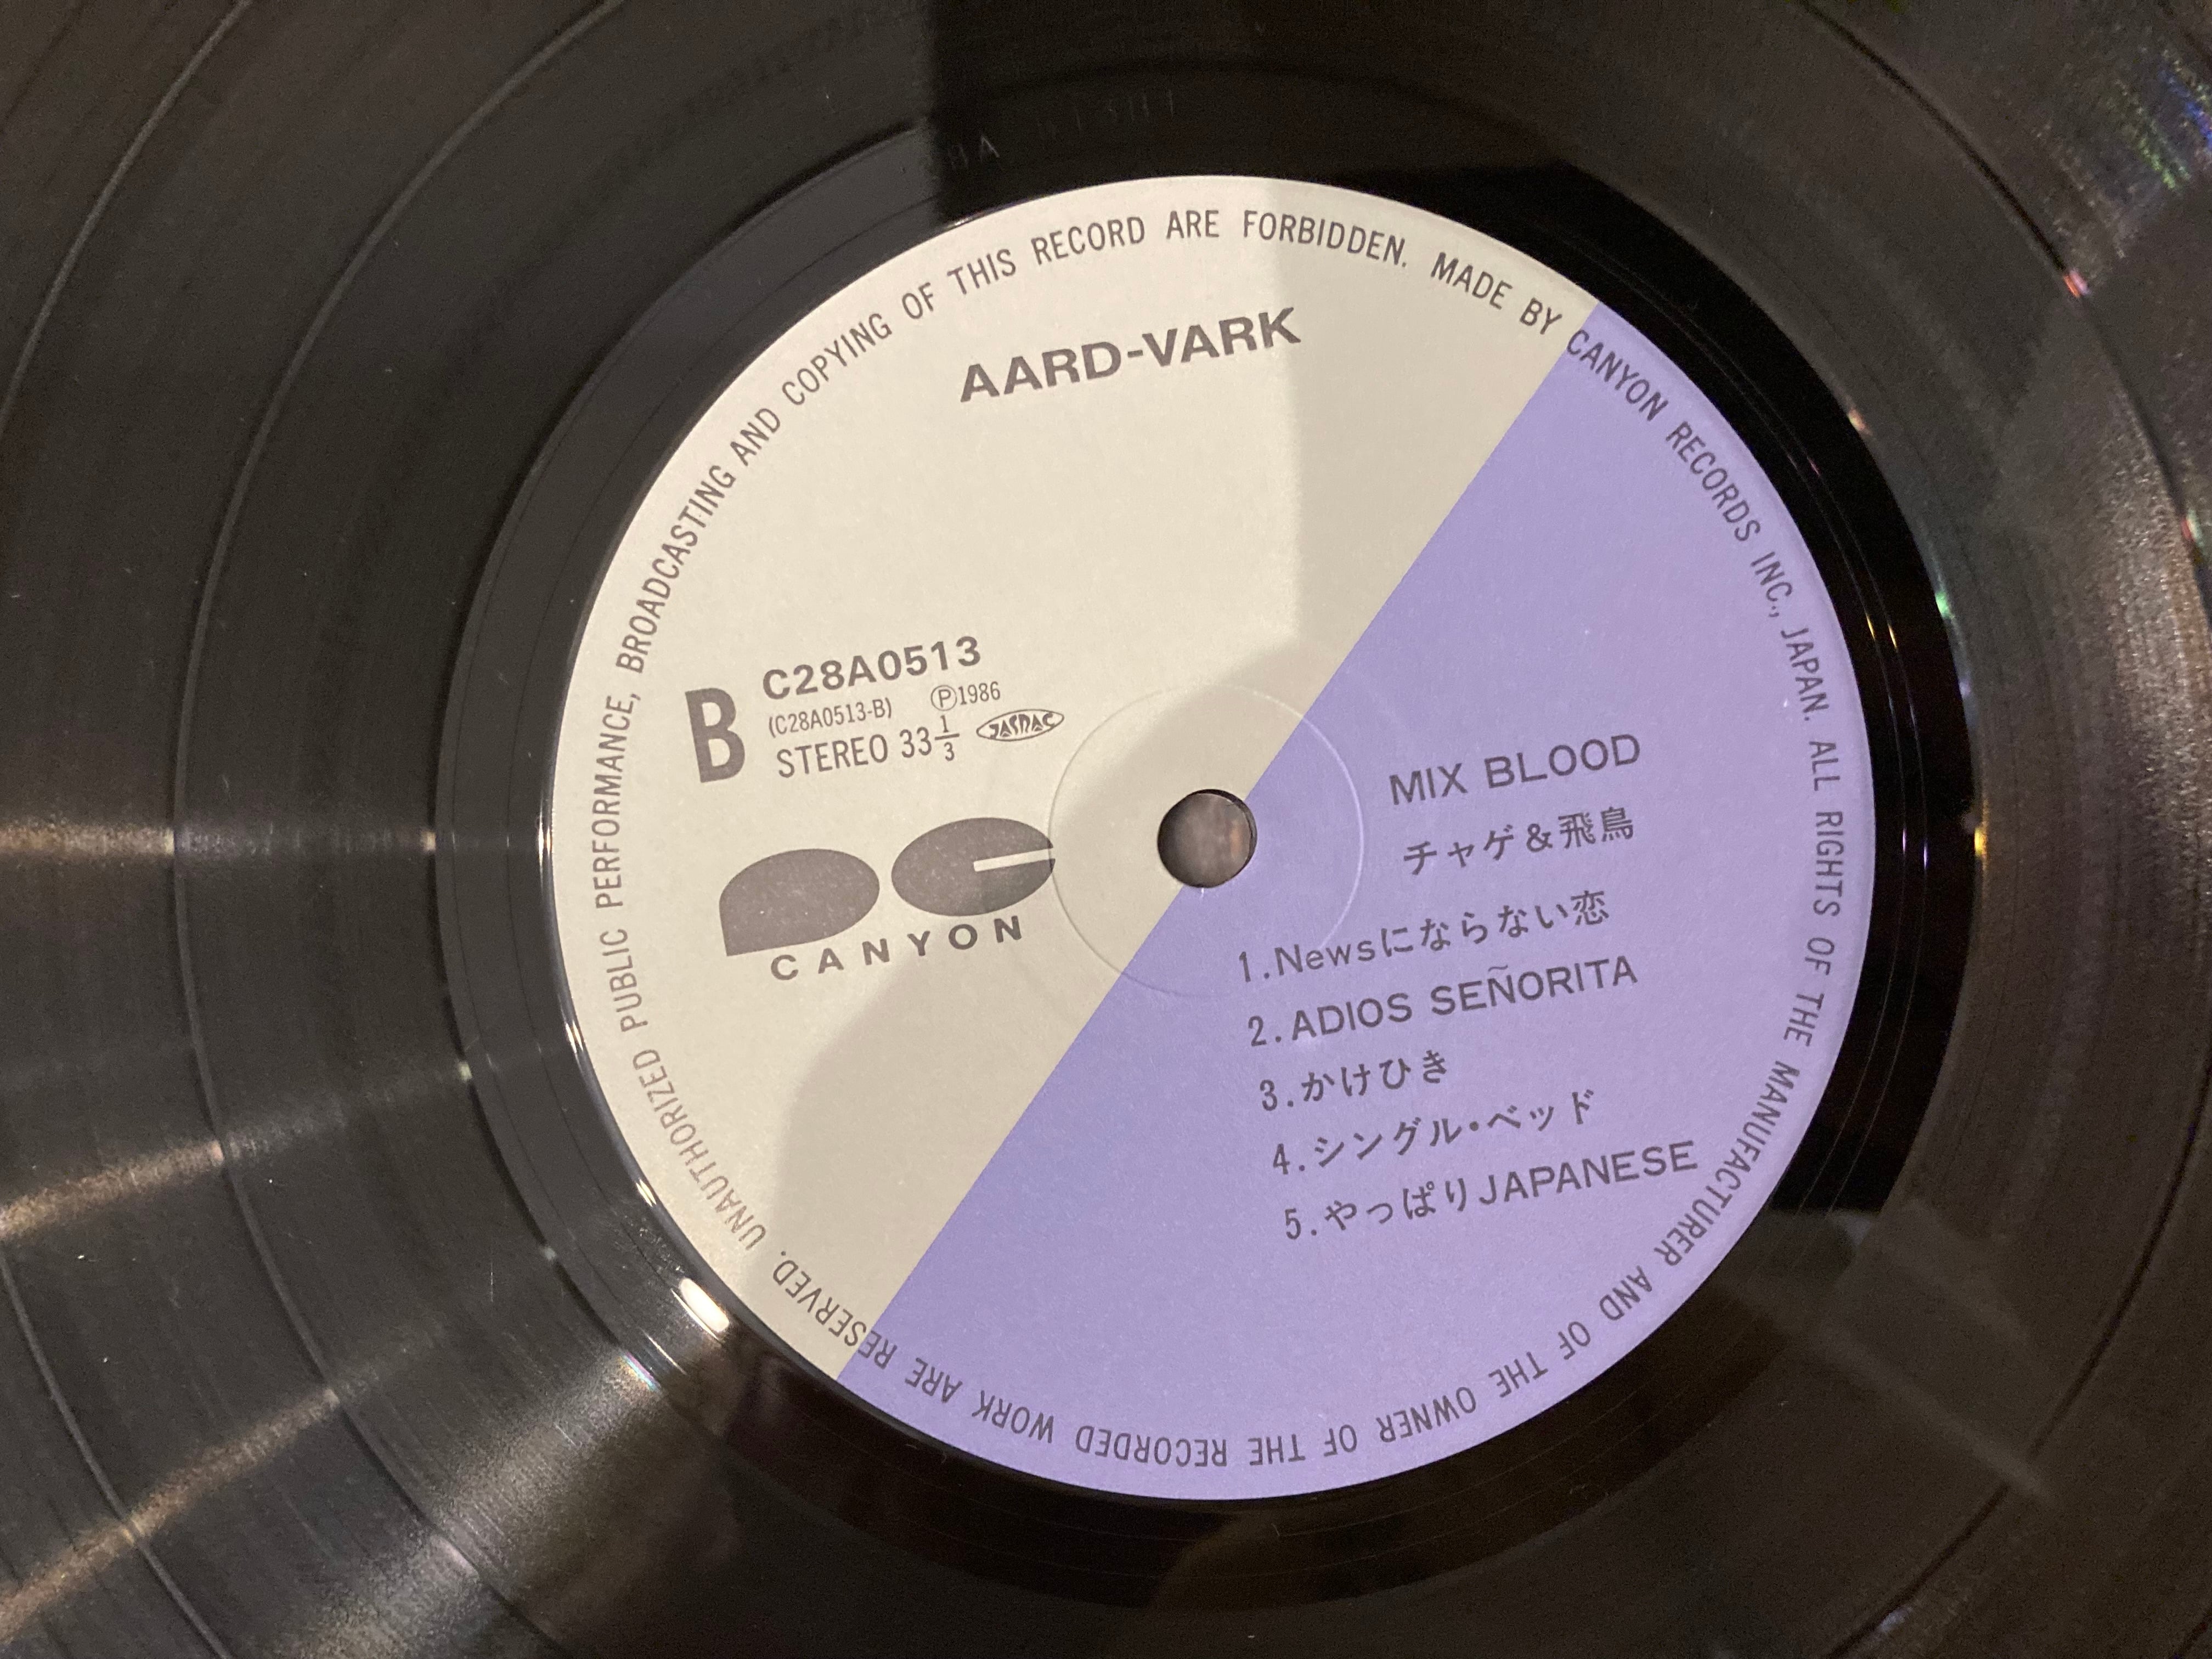 UNAUTHORIZED PUBLIC PERFORMANCE, BROADCASTING AND COPYING OF THIS RECORD ARE FORBIDDEN. MADE BY CANYON RECORDS INC., JAPAN. ALL RIGHTS OF THE MANUFACTURER AND OF THE OWNER OF THE RECORDED WORK ARE RESERVED.
AARD-VARK
B
C28A0513
(C28A0513-B) Ⓟ1986
STEREO 33 1/3 JASRAC
CANYON
MIX BLOOD
チャゲ&飛鳥
1.Newsにならない恋
2.ADIOS SEÑORITA
3.かけひき
4.シングル・ベッド
5.やっぱりJAPANESE